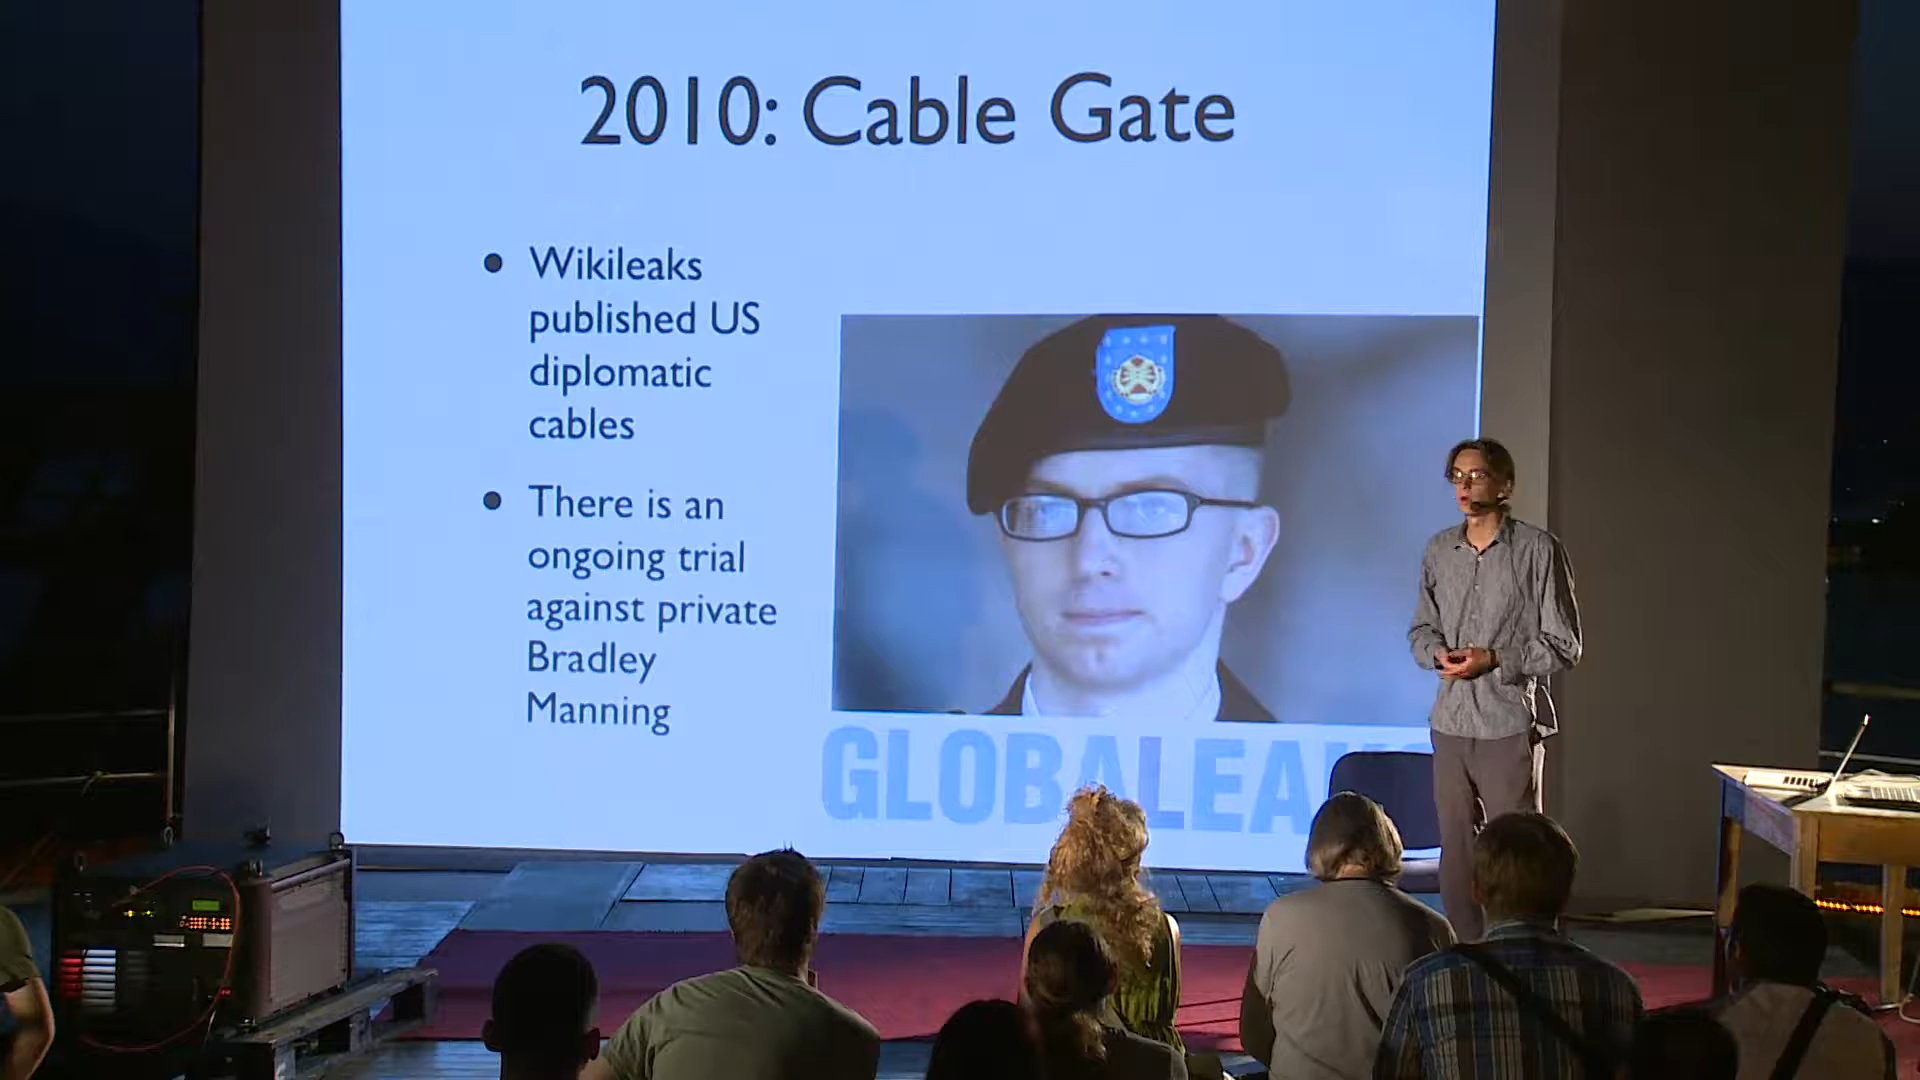 2010: Cable Gate
• Wikileaks
published US
diplomatic
cables
• There is an
ongoing trial
against private
Bradley
Manning